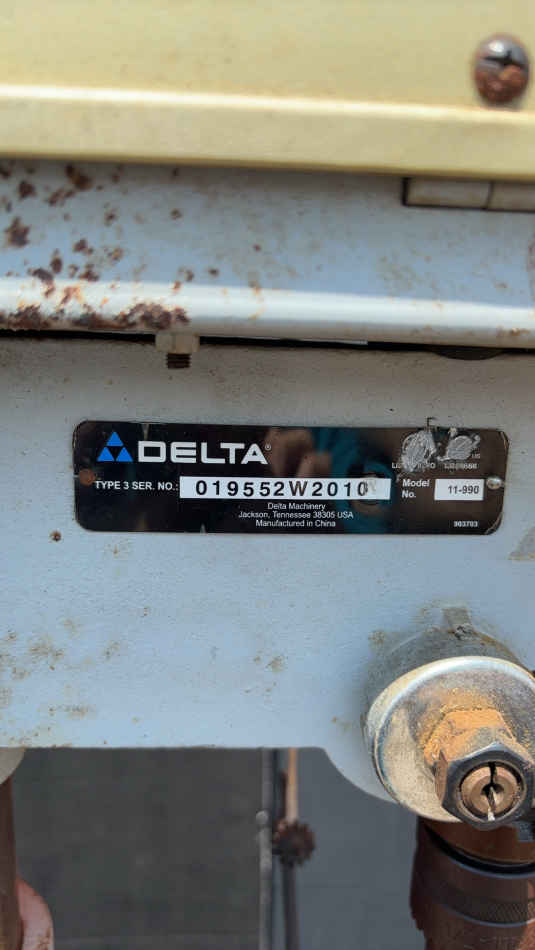 DELTA®
TYPE 3 SER. NO.: 019552W2010
Model No. 11-990
Delta Machinery
Jackson, Tennessee 38305 USA
Manufactured in China
903703